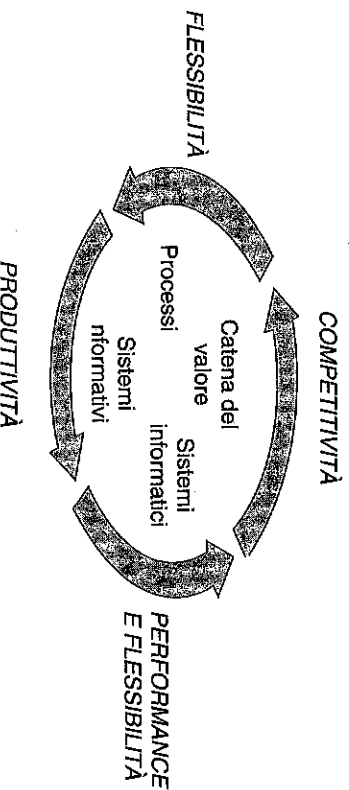 COMPETITIVITÀ
FLESSIBILITÀ
Catena del
valore
Processi
Sistemi
informatici
Sistemi
nformativi
PERFORMANCE
E FLESSIBILITÀ
PRODUTTIVITÀ